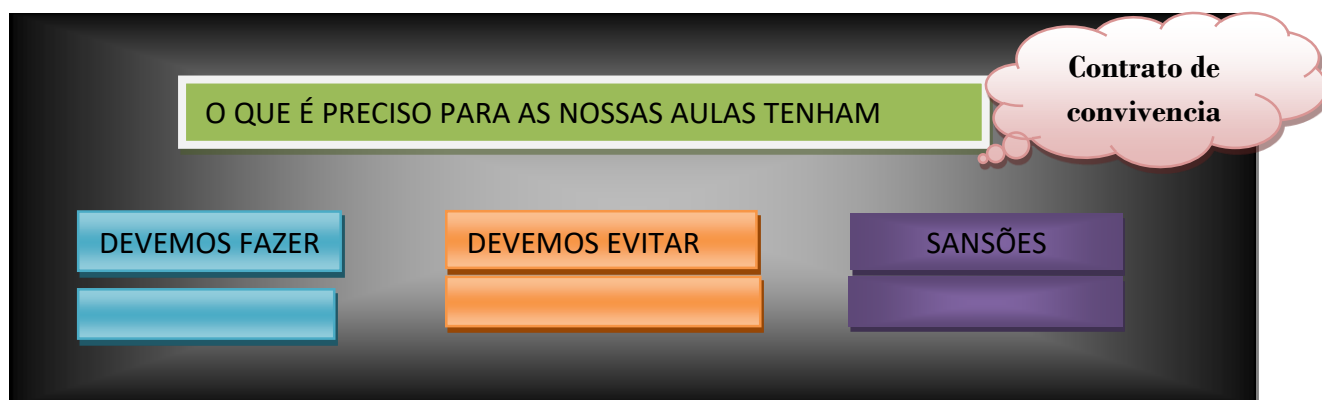 Contrato de
convivencia
O QUE É PRECISO PARA AS NOSSAS AULAS TENHAM
DEVEMOS FAZER
DEVEMOS EVITAR
SANSÕES